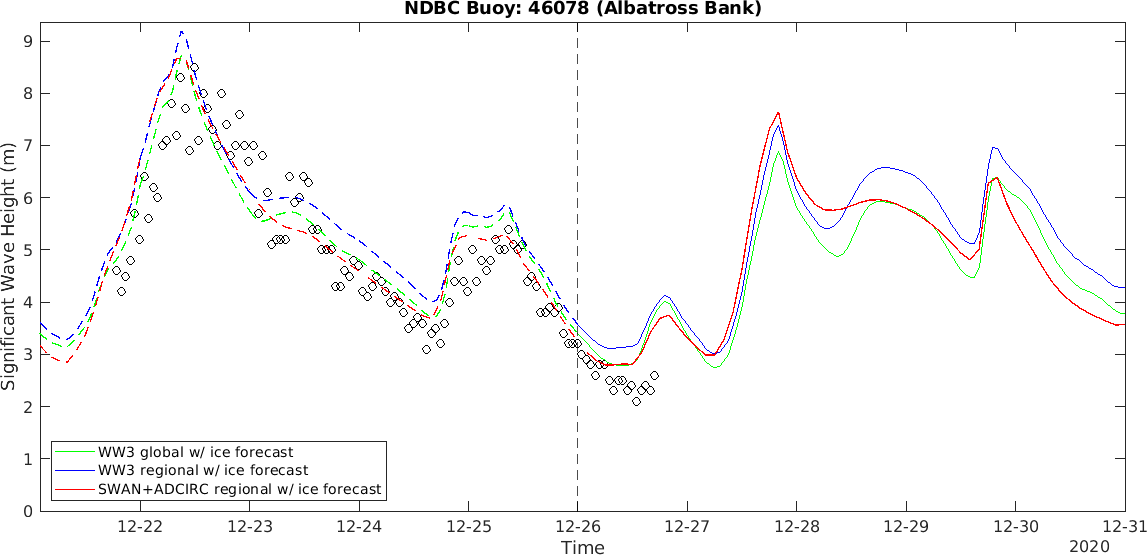 NDBC Buoy: 46078 (Albatross Bank)
9
8
7
6
5
4
3
2
1
0
Significant Wave Height (m)
WW3 global w/ ice forecast
WW3 regional w/ ice forecast
SWAN+ADCIRC regional w/ ice forecast
12-22 12-23 12-24 12-25 12-26 12-27 12-28 12-29 12-30 12-31
Time
2020